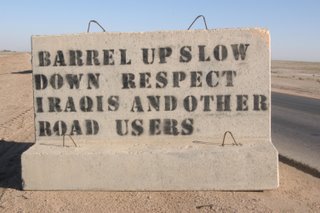 BARREL UP SLOW
DOWN RESPECT
IRAQIS AND OTHER
ROAD USERS